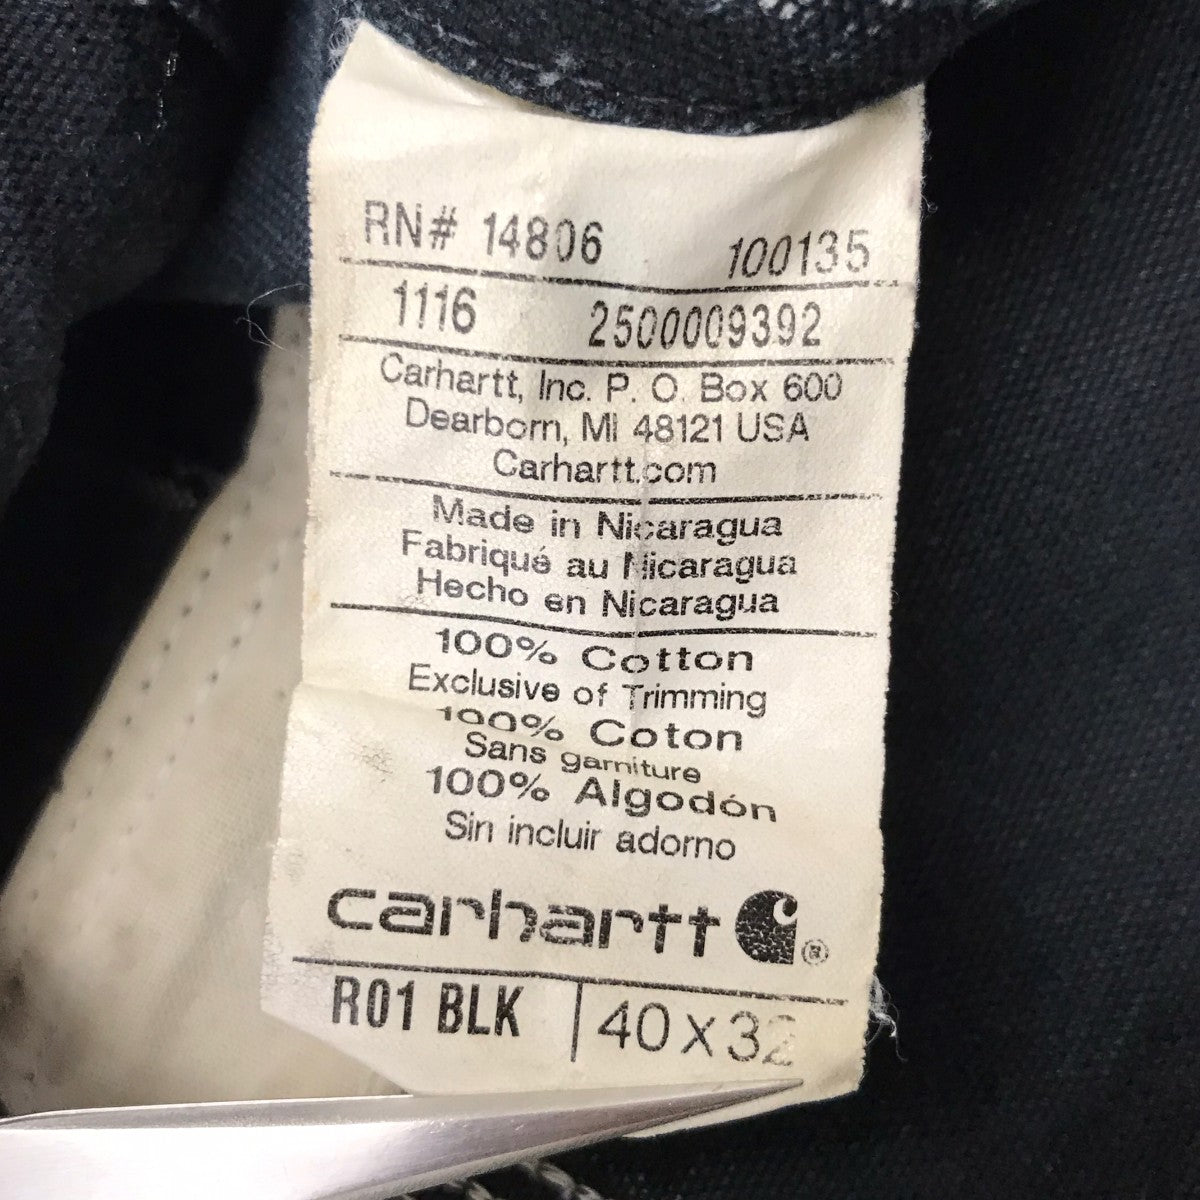 RN# 14806 100135
1116 2500009392
Carhartt, Inc. P. O. Box 600
Dearborn, MI 48121 USA
Carhartt.com
Made in Nicaragua
Fabriqué au Nicaragua
Hecho en Nicaragua
100% Cotton
Exclusive of Trimming
100% Coton
Sans garniture
100% Algodón
Sin incluir adorno
carhartt ®
R01 BLK 40 x 32